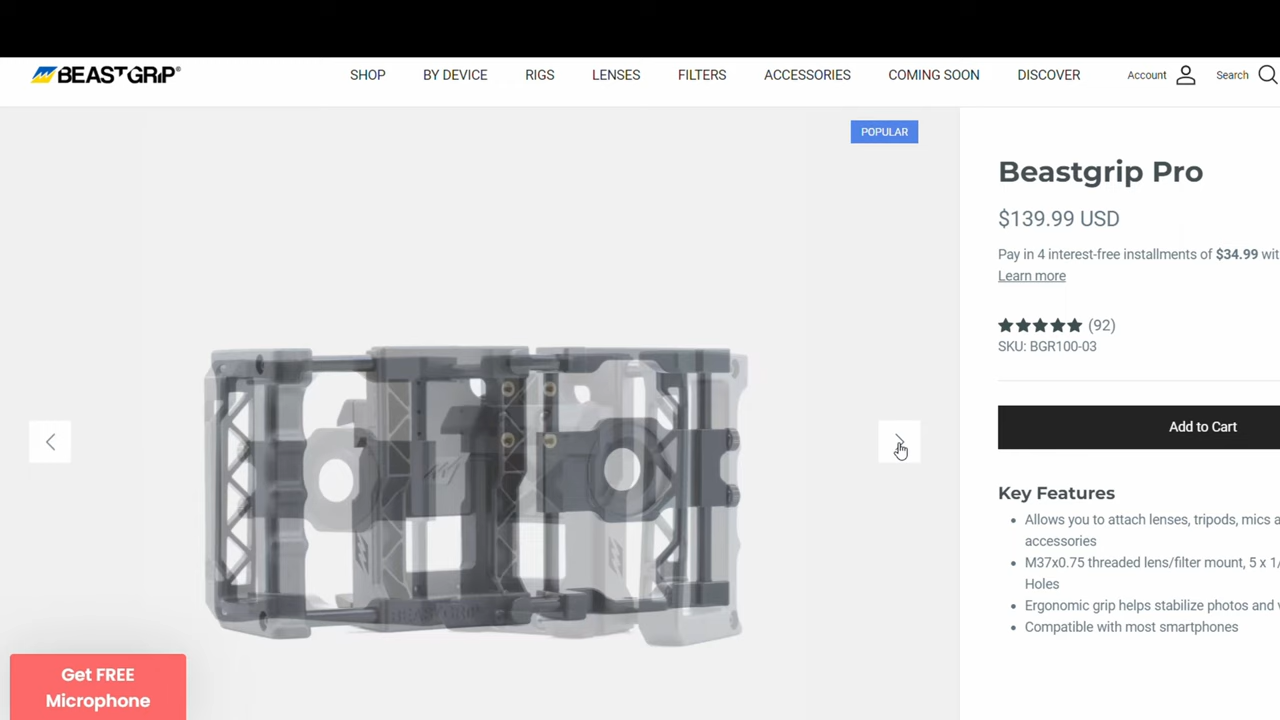 BEASTGRIP®
SHOP
BY DEVICE
RIGS
LENSES
FILTERS
ACCESSORIES
COMING SOON
DISCOVER
Account
Search
POPULAR
Beastgrip Pro
$139.99 USD
Pay in 4 interest-free installments of $34.99
Learn more
(92)
SKU: BGR100-03
Add to Cart
Key Features
Allows you to attach lenses, tripods, mics
accessories
M37x0.75 threaded lens/filter mount, 5 x
Holes
Ergonomic grip helps stabilize photos and
Compatible with most smartphones
BEASTGRIP
Get FREE
Microphone